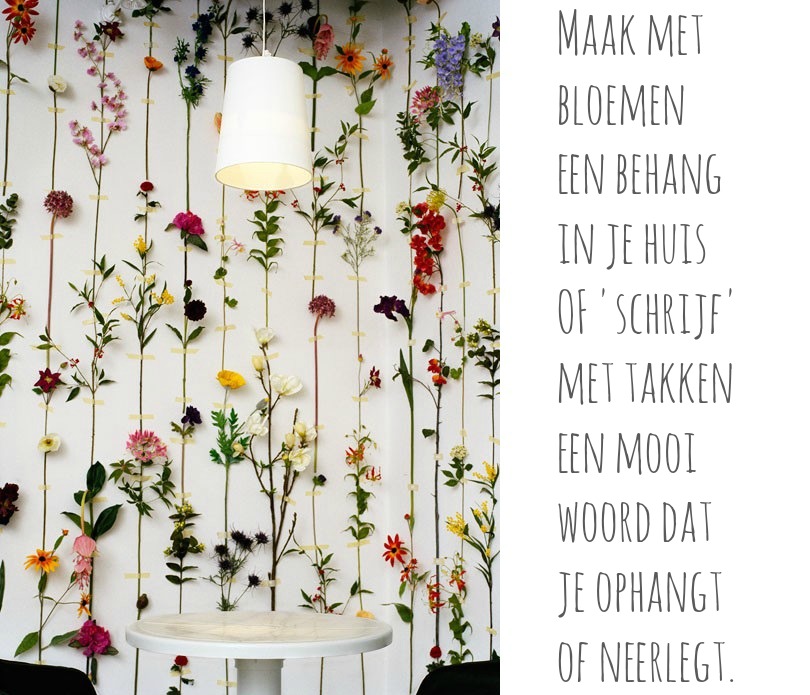 Maak met
bloemen
een behang
in je huis
OF 'schrijf'
met takken
een mooi
woord dat
je ophangt
of neerlegt.